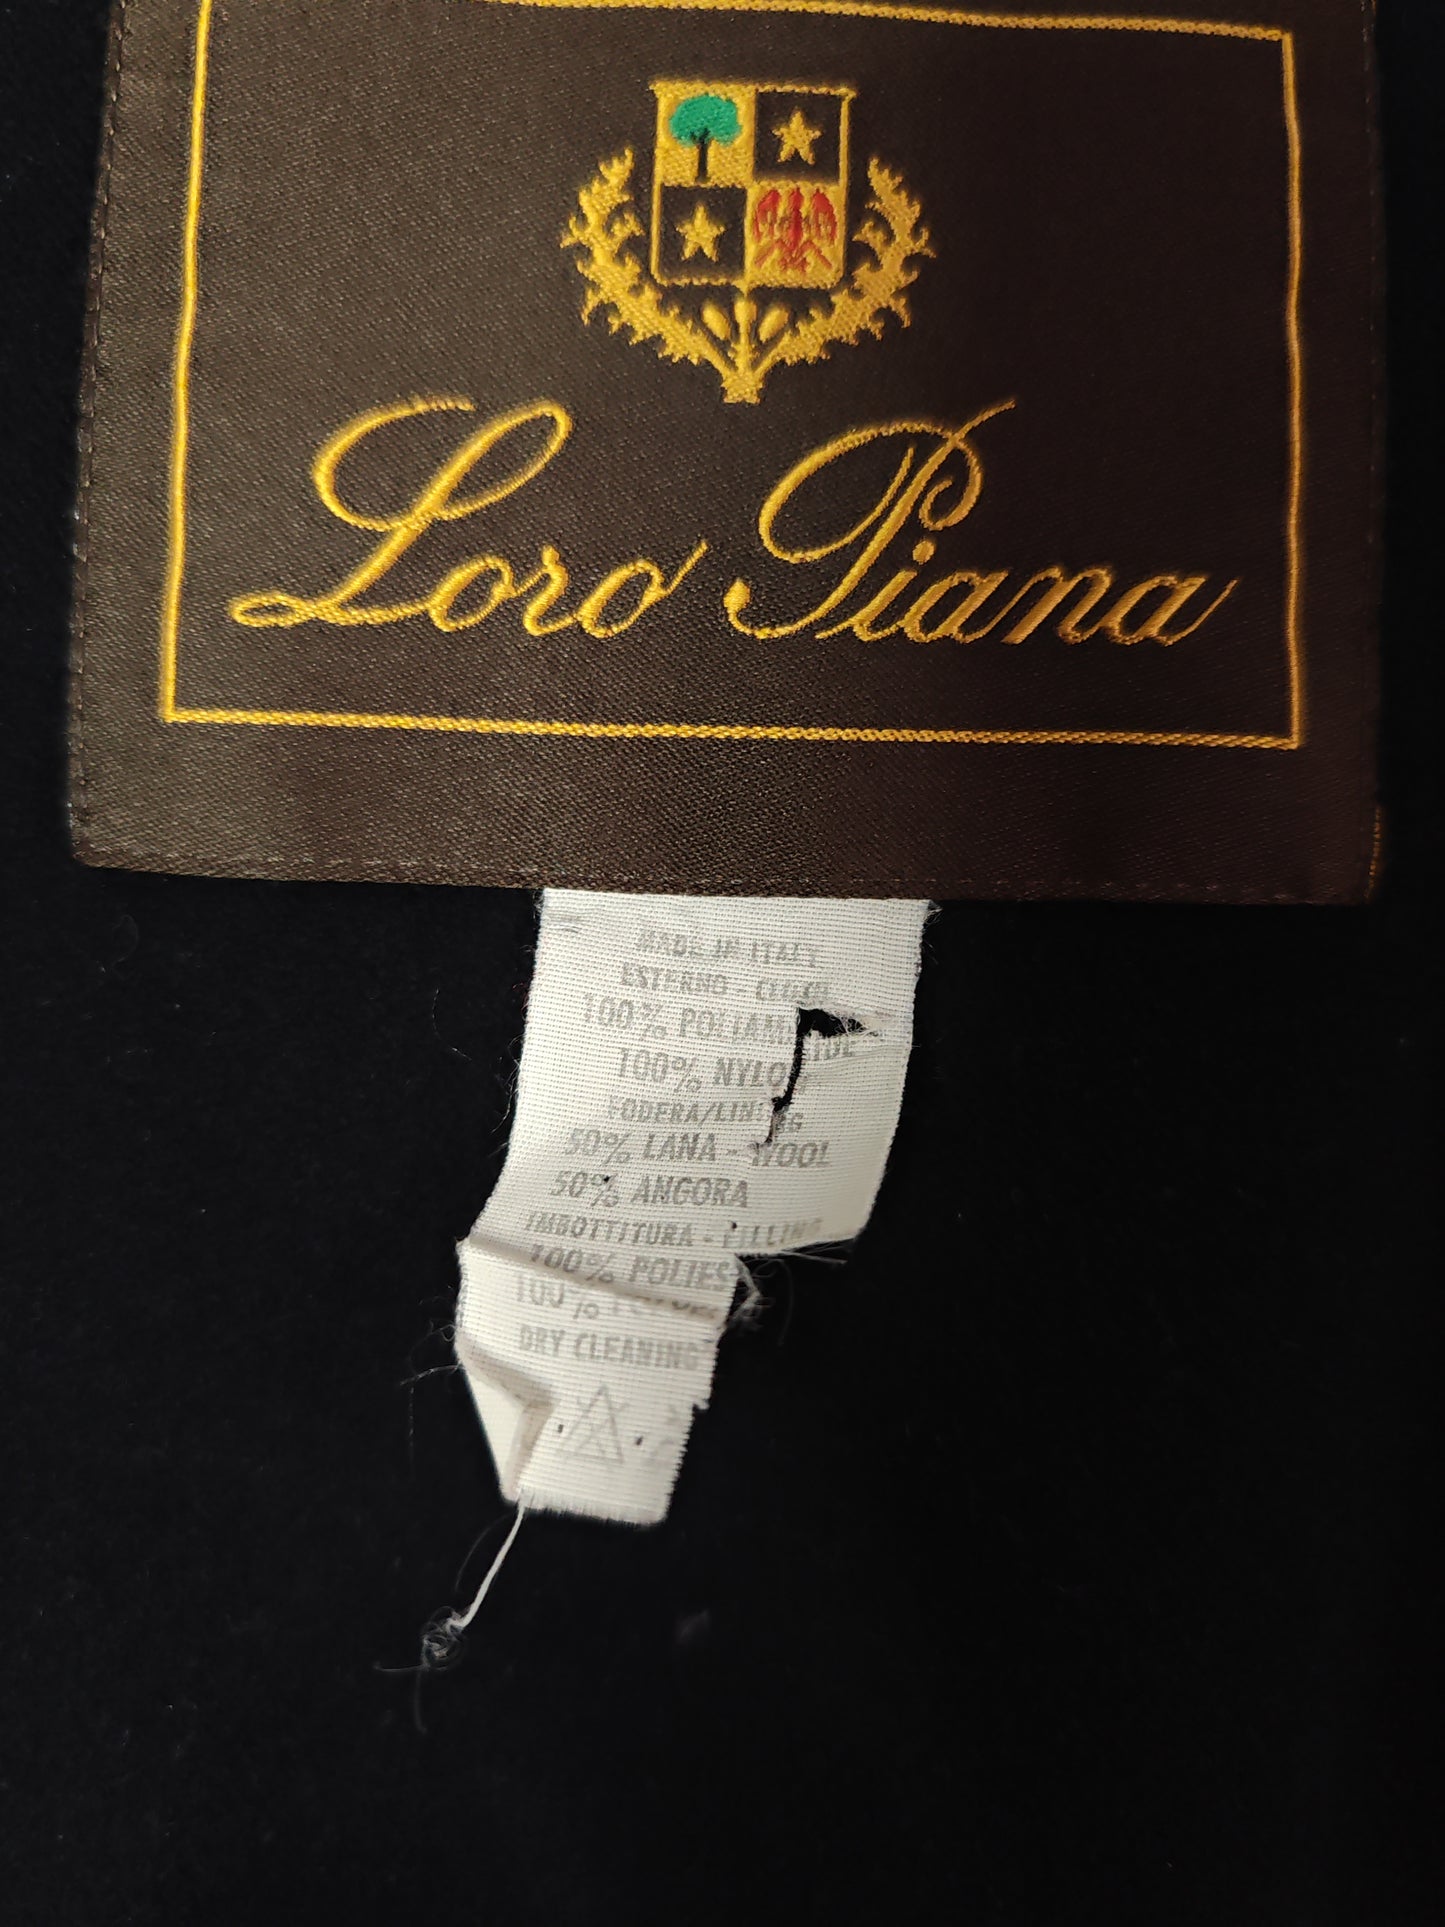 Loro Piana
MADE IN ITALY
ESTERNO -
100% POLIAMMIDE
100% NYLON
FODERA/LINING
50% LANA - WOOL
50% ANGORA
IMBOTTITURA - FILLING
100% POLIES
100%
DRY CLEANING